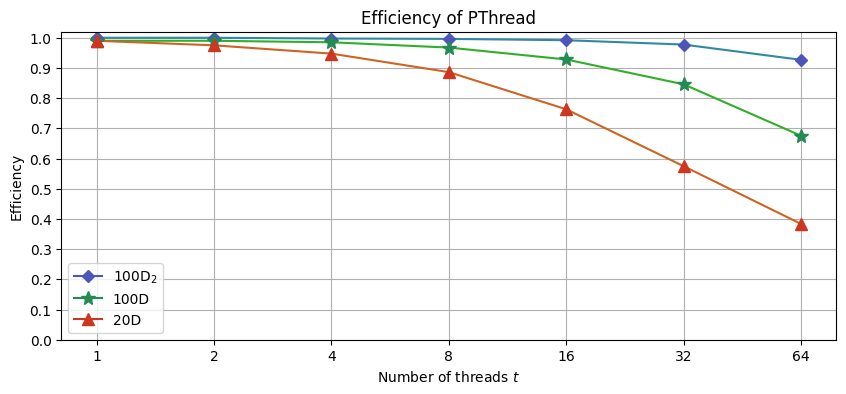 Efficiency of PThread
Efficiency
1.0
0.9
0.8
0.7
0.6
0.5
0.4
0.3
0.2
0.1
0.0
100D₂
100D
20D
1 2 4 8 16 32 64
Number of threads t